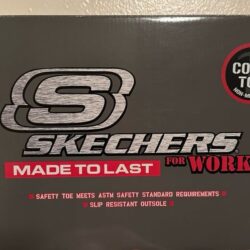 SKECHERS
MADE TO LAST
FOR WORK
SAFETY TOE MEETS ASTM SAFETY STANDARD REQUIREMENTS
SLIP RESISTANT OUTSOLE